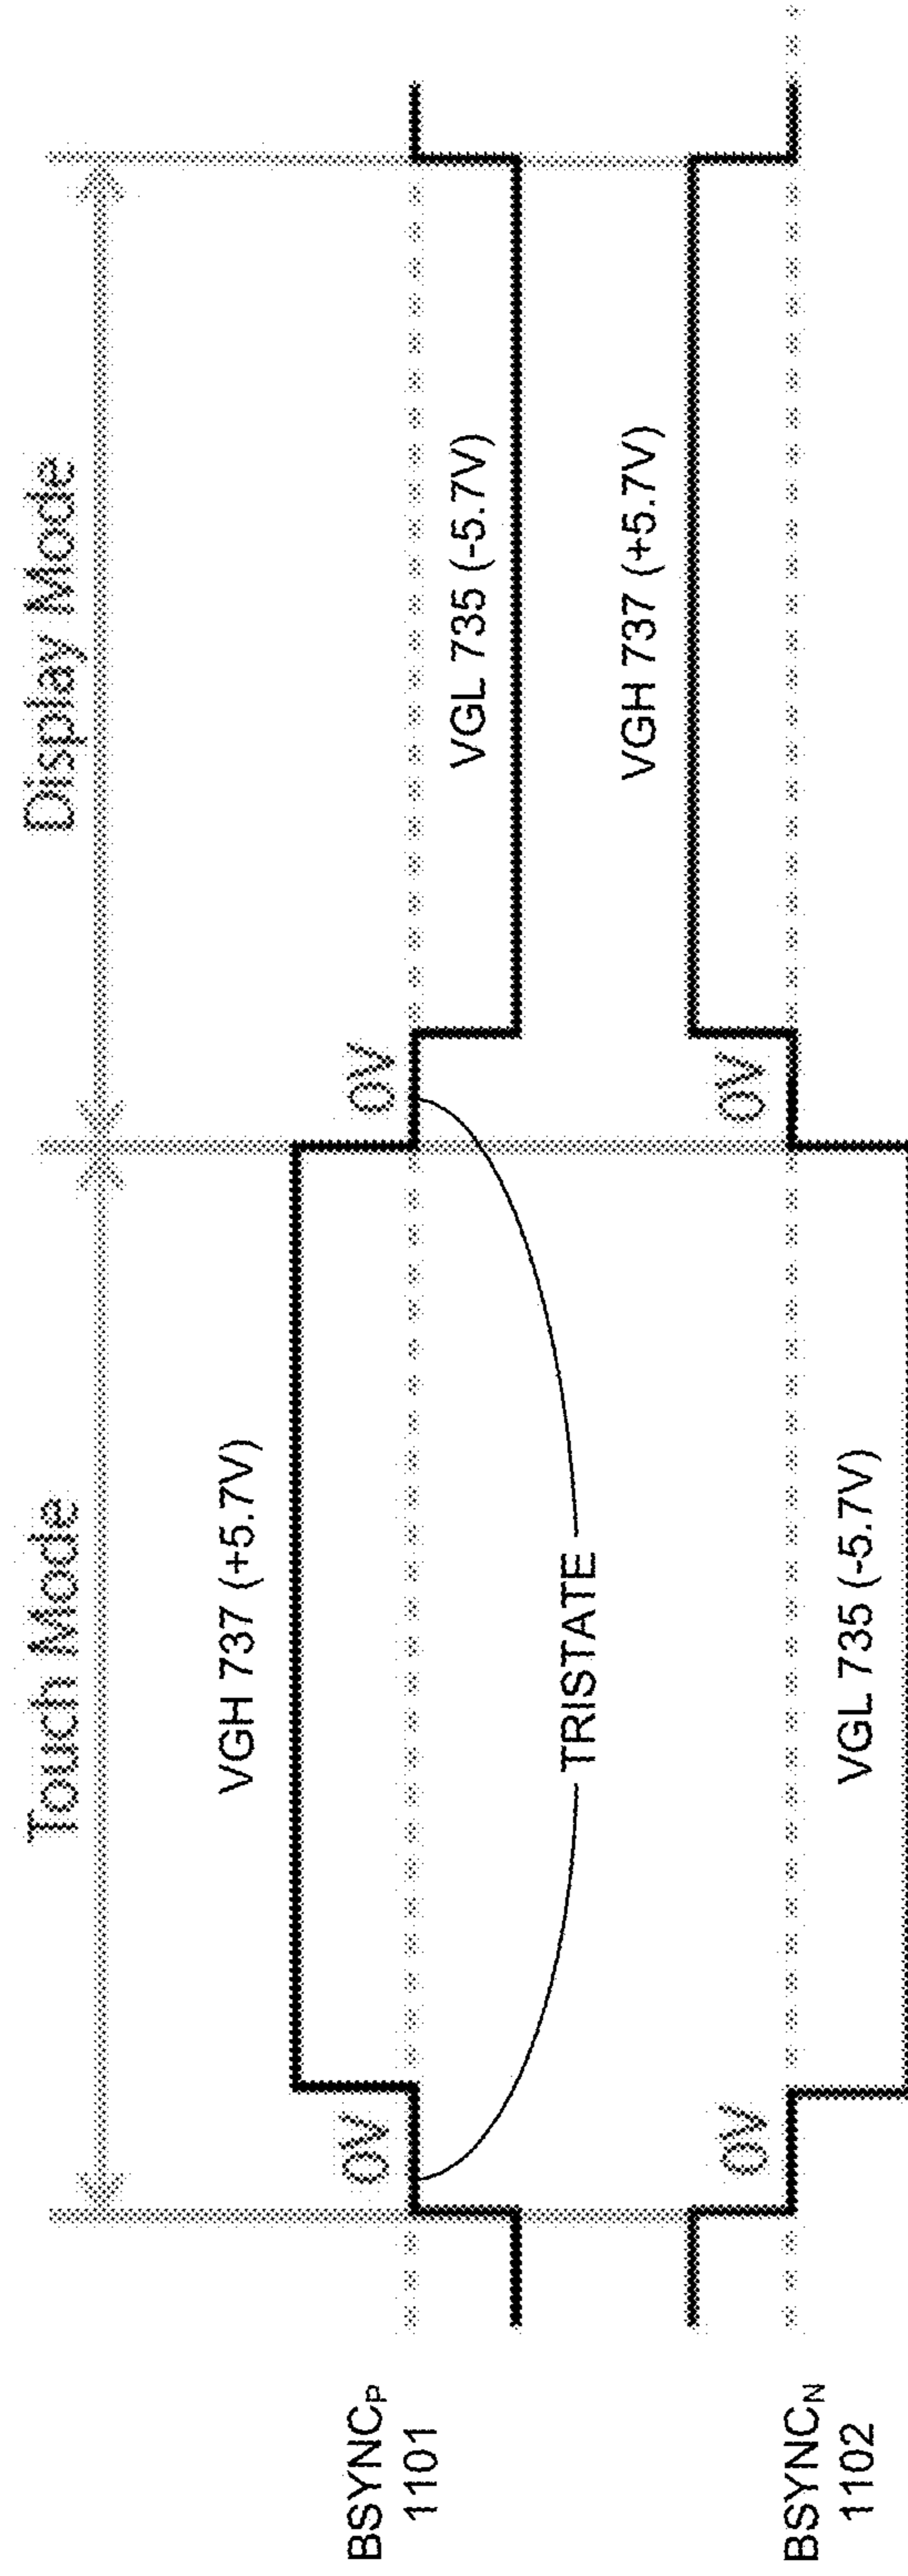 Touch Mode
Display Mode
VGH 737 (+5.7V)
BSYNCP
1101
0V
0V
VGL 735 (-5.7V)
TRISTATE
VGH 737 (+5.7V)
BSYNCN
1102
0V
0V
VGL 735 (-5.7V)